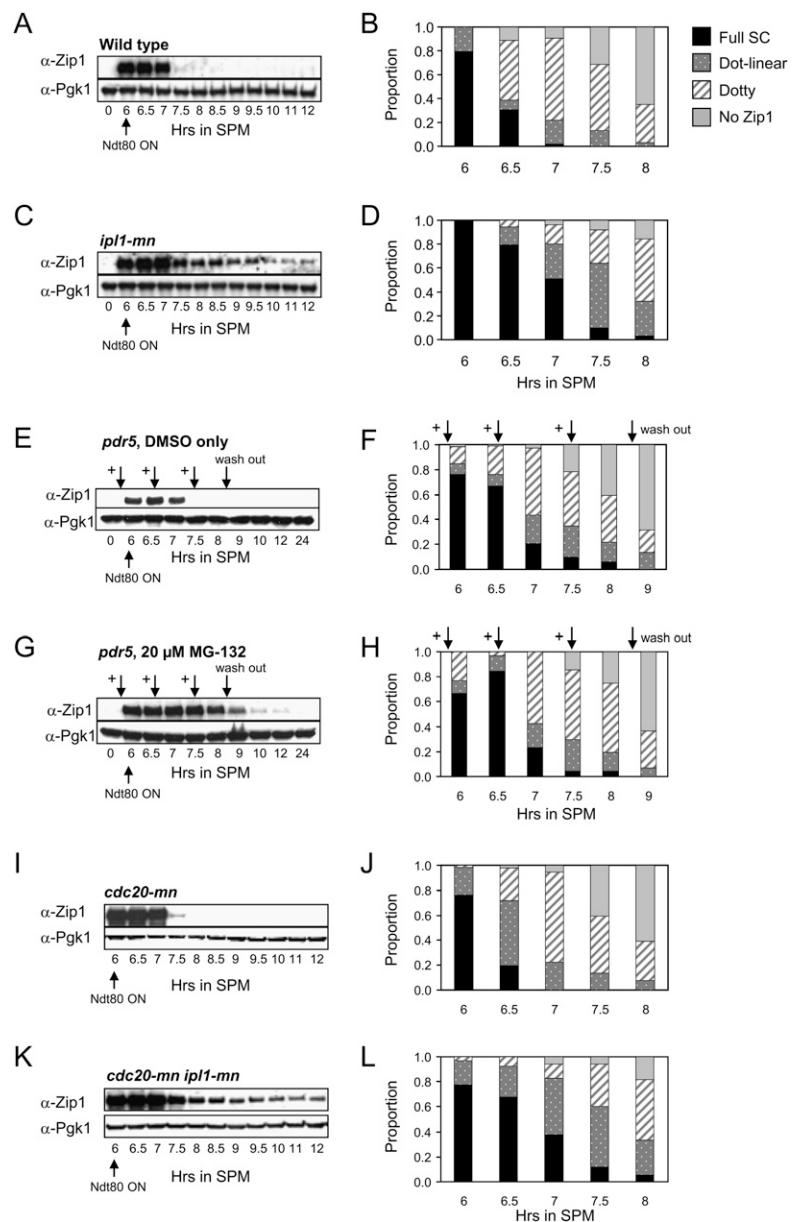 A
Wild type
α-Zip1
α-Pgk1
0 6 6.5 7 7.5 8 8.5 9 9.5 10 11 12
Hrs in SPM
Ndt80 ON
B
Proportion
1.0
0.8
0.6
0.4
0.2
0.0
6 6.5 7 7.5 8
Full SC
Dot-linear
Dotty
No Zip1
C
ipl1-mn
α-Zip1
α-Pgk1
0 6 6.5 7 7.5 8 8.5 9 9.5 10 11 12
Hrs in SPM
Ndt80 ON
D
Proportion
1.0
0.8
0.6
0.4
0.2
0.0
6 6.5 7 7.5 8
Hrs in SPM
E
pdr5, DMSO only
+ + + wash out
α-Zip1
α-Pgk1
0 6 6.5 7 7.5 8 9 10 12 24
Hrs in SPM
Ndt80 ON
F
+ + + wash out
Proportion
1.0
0.8
0.6
0.4
0.2
0.0
6 6.5 7 7.5 8 9
G
pdr5, 20 µM MG-132
+ + + wash out
α-Zip1
α-Pgk1
0 6 6.5 7 7.5 8 9 10 12 24
Hrs in SPM
Ndt80 ON
H
+ + + wash out
Proportion
1.0
0.8
0.6
0.4
0.2
0.0
6 6.5 7 7.5 8 9
Hrs in SPM
I
cdc20-mn
α-Zip1
α-Pgk1
6 6.5 7 7.5 8 8.5 9 9.5 10 11 12
Hrs in SPM
Ndt80 ON
J
Proportion
1.0
0.8
0.6
0.4
0.2
0.0
6 6.5 7 7.5 8
K
cdc20-mn ipl1-mn
α-Zip1
α-Pgk1
6 6.5 7 7.5 8 8.5 9 9.5 10 11 12
Hrs in SPM
Ndt80 ON
L
Proportion
1.0
0.8
0.6
0.4
0.2
0.0
6 6.5 7 7.5 8
Hrs in SPM